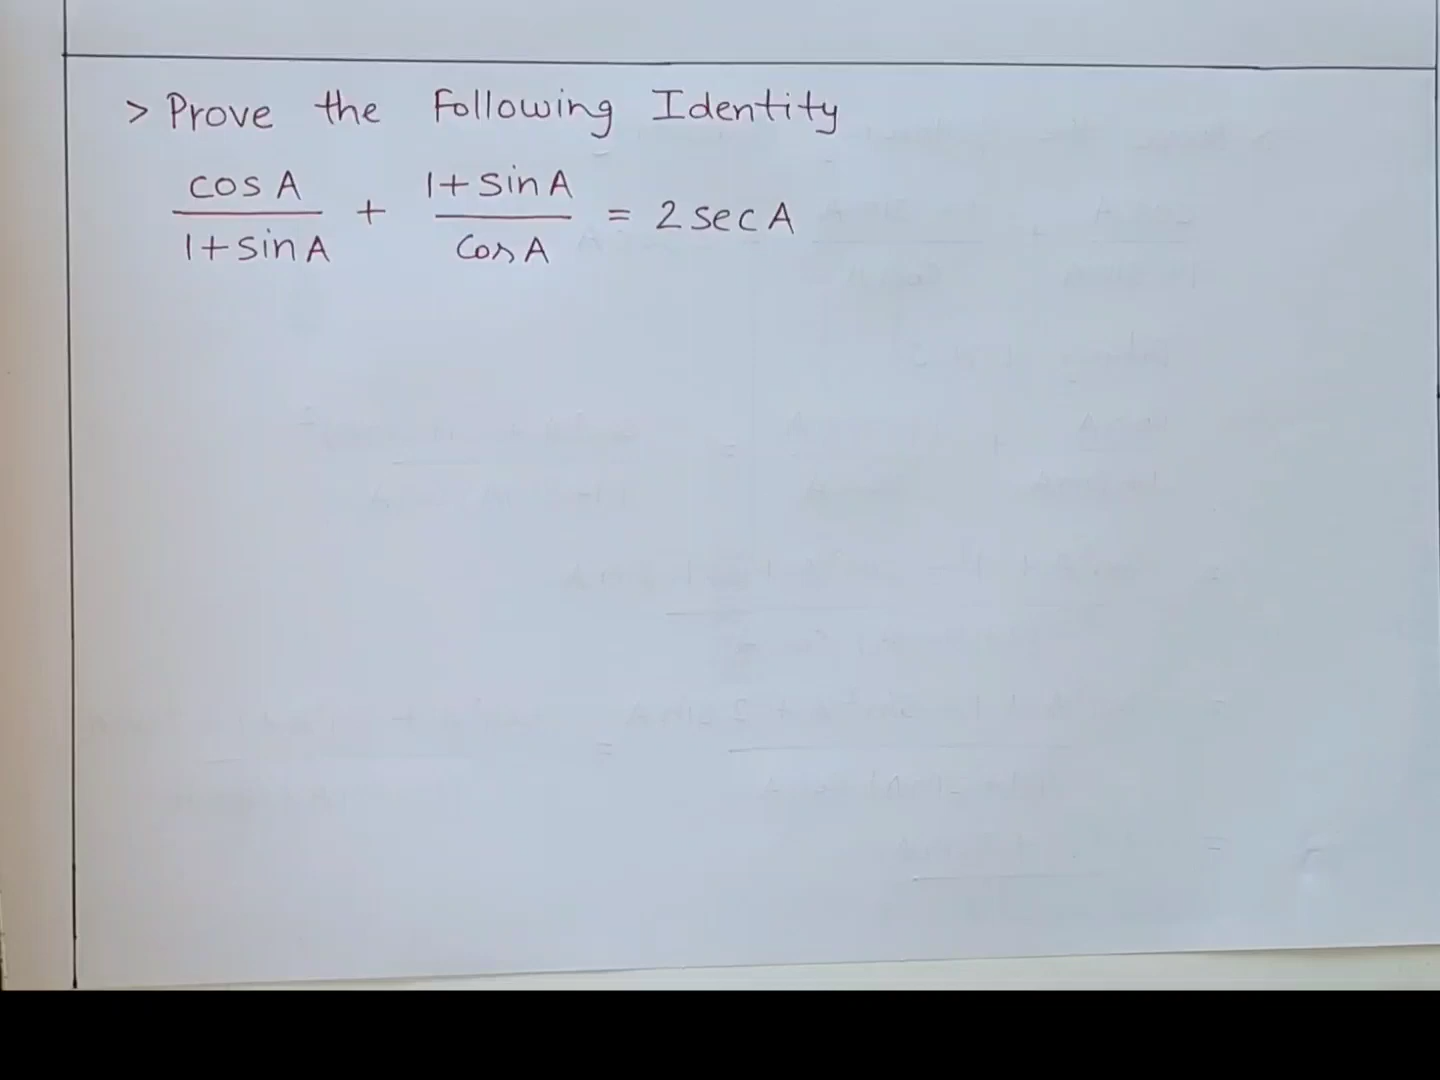 > Prove the Following Identity
cos A / 1 + sin A + 1 + sin A / Cos A = 2 sec A